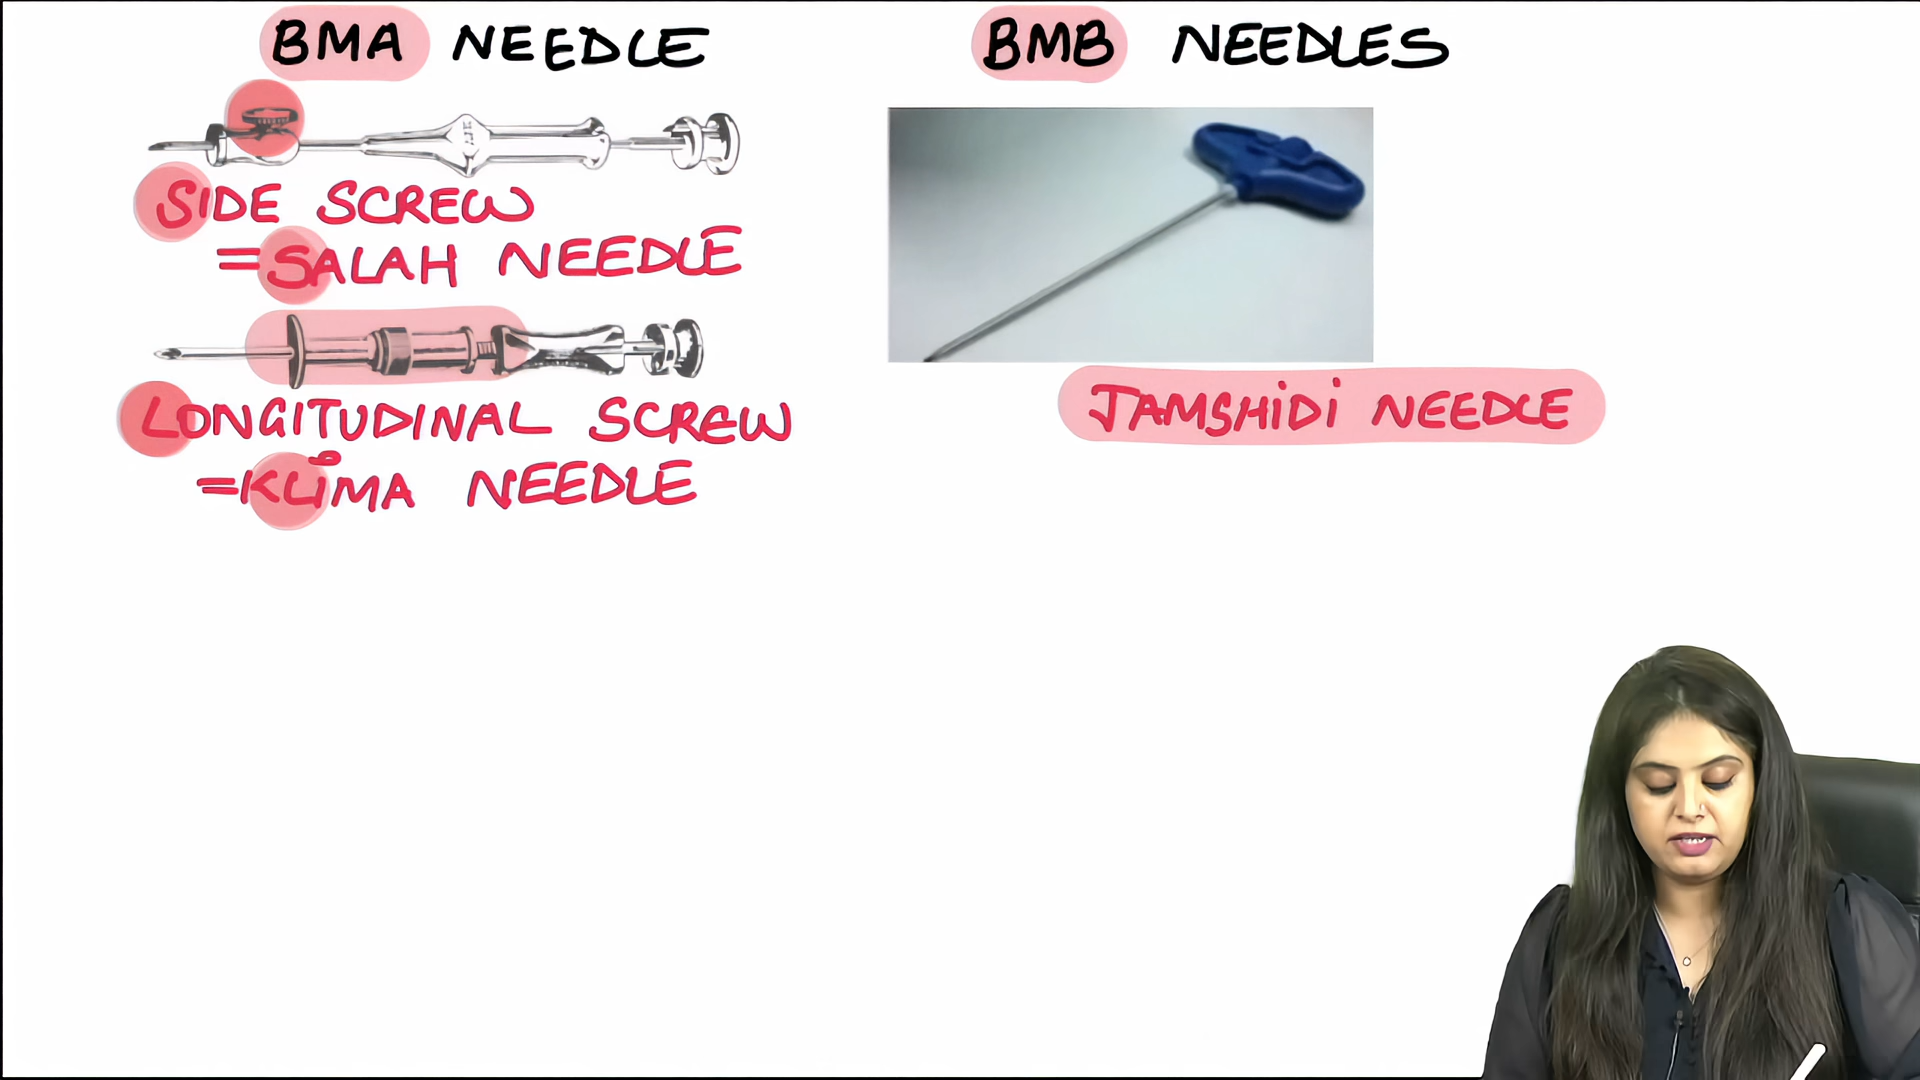 BMA NEEDLE
SIDE SCREW
= SALAH NEEDLE
LONGITUDINAL SCREW
= KLIMA NEEDLE
BMB NEEDLES
JAMSHiDi NEEDLE